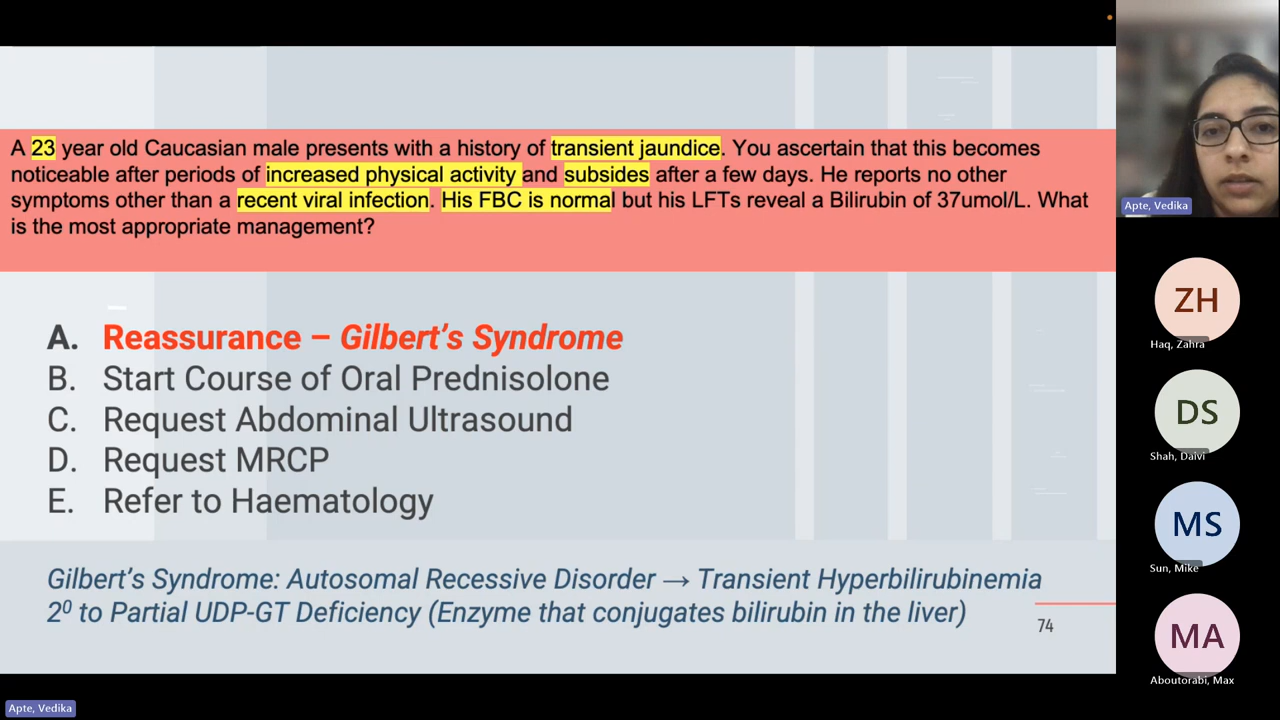 A 23 year old Caucasian male presents with a history of transient jaundice. You ascertain that this becomes
noticeable after periods of increased physical activity and subsides after a few days. He reports no other
symptoms other than a recent viral infection. His FBC is normal but his LFTs reveal a Bilirubin of 37umol/L. What
is the most appropriate management?
A. Reassurance – Gilbert's Syndrome
B. Start Course of Oral Prednisolone
C. Request Abdominal Ultrasound
D. Request MRCP
E. Refer to Haematology
Gilbert's Syndrome: Autosomal Recessive Disorder → Transient Hyperbilirubinemia
2⁰ to Partial UDP-GT Deficiency (Enzyme that conjugates bilirubin in the liver)
74
Apte, Vedika
ZH
Haq, Zahra
DS
Shah, Dalvi
MS
Sun, Mike
MA
Aboutorabi, Max
Apte, Vedika